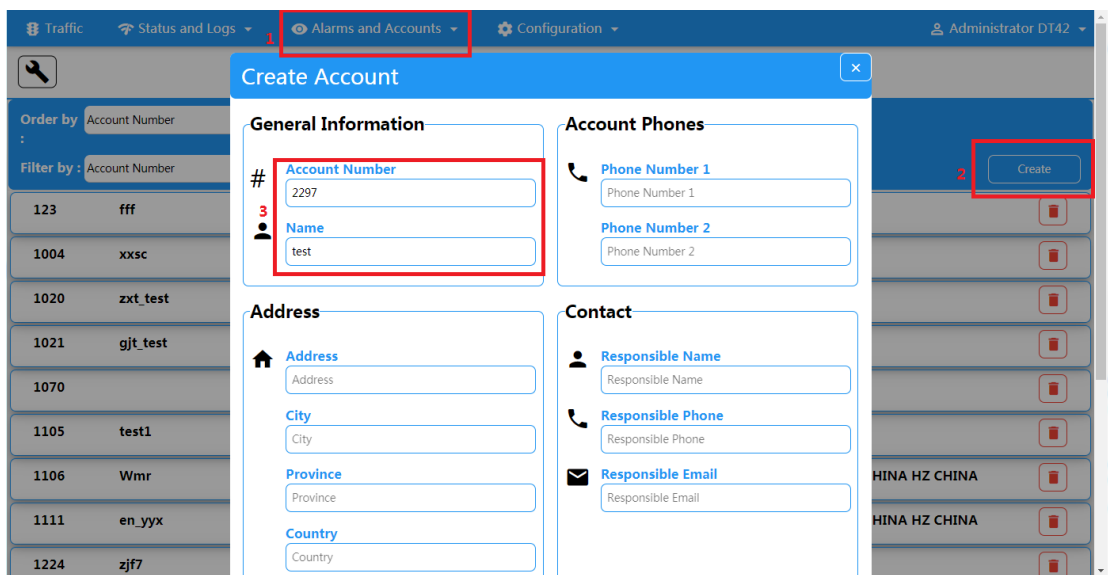 Traffic Status and Logs 1 Alarms and Accounts Configuration Administrator DT42
Create Account ×
Order by : Account Number
Filter by : Account Number
2 Create
General Information
# Account Number
2297
3
Name
test
Account Phones
Phone Number 1
Phone Number 1
Phone Number 2
Phone Number 2
Address
Address
Address
City
City
Province
Province
Country
Country
Contact
Responsible Name
Responsible Name
Responsible Phone
Responsible Phone
Responsible Email
Responsible Email
123 fff
1004 xxsc
1020 zxt_test
1021 gjt_test
1070
1105 test1
1106 Wmr HINA HZ CHINA
1111 en_yyx HINA HZ CHINA
1224 zjf7